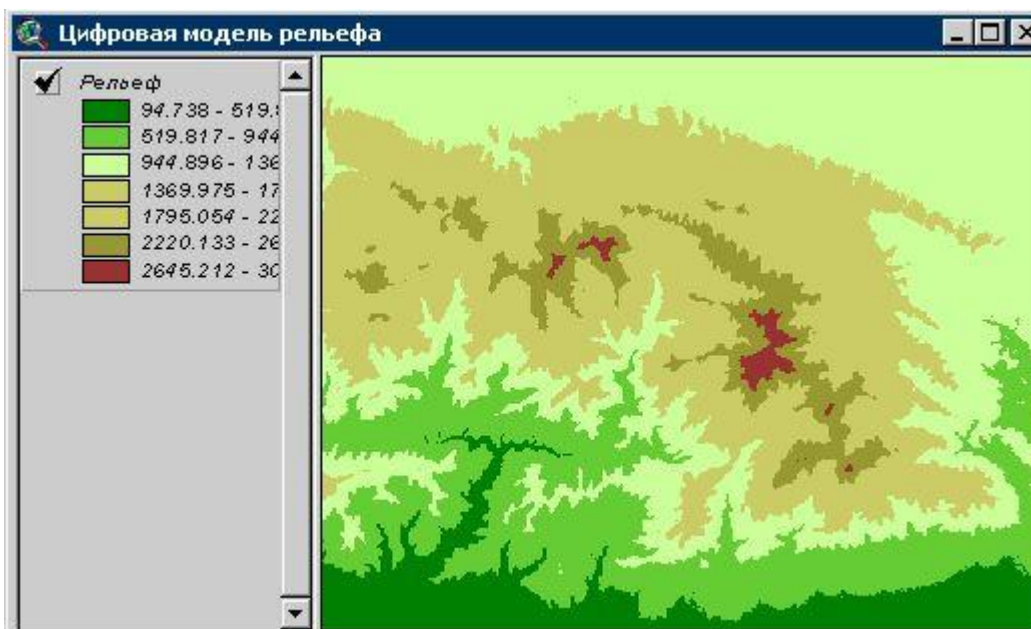 Цифровая модель рельефа
Рельеф
94.738 - 519.
519.817 - 944
944.896 - 136
1369.975 - 17
1795.054 - 22
2220.133 - 26
2645.212 - 30